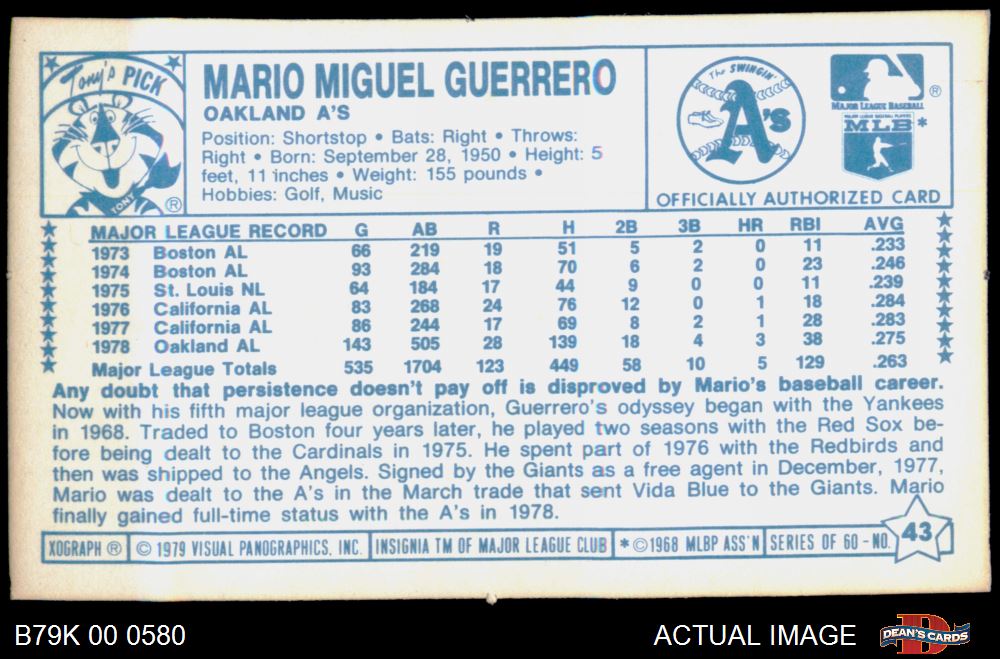 Tony's PICK
TONY ®
MARIO MIGUEL GUERRERO
OAKLAND A'S
Position: Shortstop • Bats: Right • Throws:
Right • Born: September 28, 1950 • Height: 5
feet, 11 inches • Weight: 155 pounds •
Hobbies: Golf, Music
The SWINGIN'
A's
®
MAJOR LEAGUE BASEBALL
MAJOR LEAGUE BASEBALL PLAYERS
MLB *
OFFICIALLY AUTHORIZED CARD
MAJOR LEAGUE RECORD G AB R H 2B 3B HR RBI AVG
1973 Boston AL 66 219 19 51 5 2 0 11 .233
1974 Boston AL 93 284 18 70 6 2 0 23 .246
1975 St. Louis NL 64 184 17 44 9 0 0 11 .239
1976 California AL 83 268 24 76 12 0 1 18 .284
1977 California AL 86 244 17 69 8 2 1 28 .283
1978 Oakland AL 143 505 28 139 18 4 3 38 .275
Major League Totals 535 1704 123 449 58 10 5 129 .263
Any doubt that persistence doesn't pay off is disproved by Mario's baseball career.
Now with his fifth major league organization, Guerrero's odyssey began with the Yankees
in 1968. Traded to Boston four years later, he played two seasons with the Red Sox be-
fore being dealt to the Cardinals in 1975. He spent part of 1976 with the Redbirds and
then was shipped to the Angels. Signed by the Giants as a free agent in December, 1977,
Mario was dealt to the A's in the March trade that sent Vida Blue to the Giants. Mario
finally gained full-time status with the A's in 1978.
XOGRAPH ® © 1979 VISUAL PANOGRAPHICS, INC. INSIGNIA TM OF MAJOR LEAGUE CLUB * © 1968 MLBP ASS'N SERIES OF 60 - NO. 43
B79K 00 0580 ACTUAL IMAGE DEAN'S CARDS